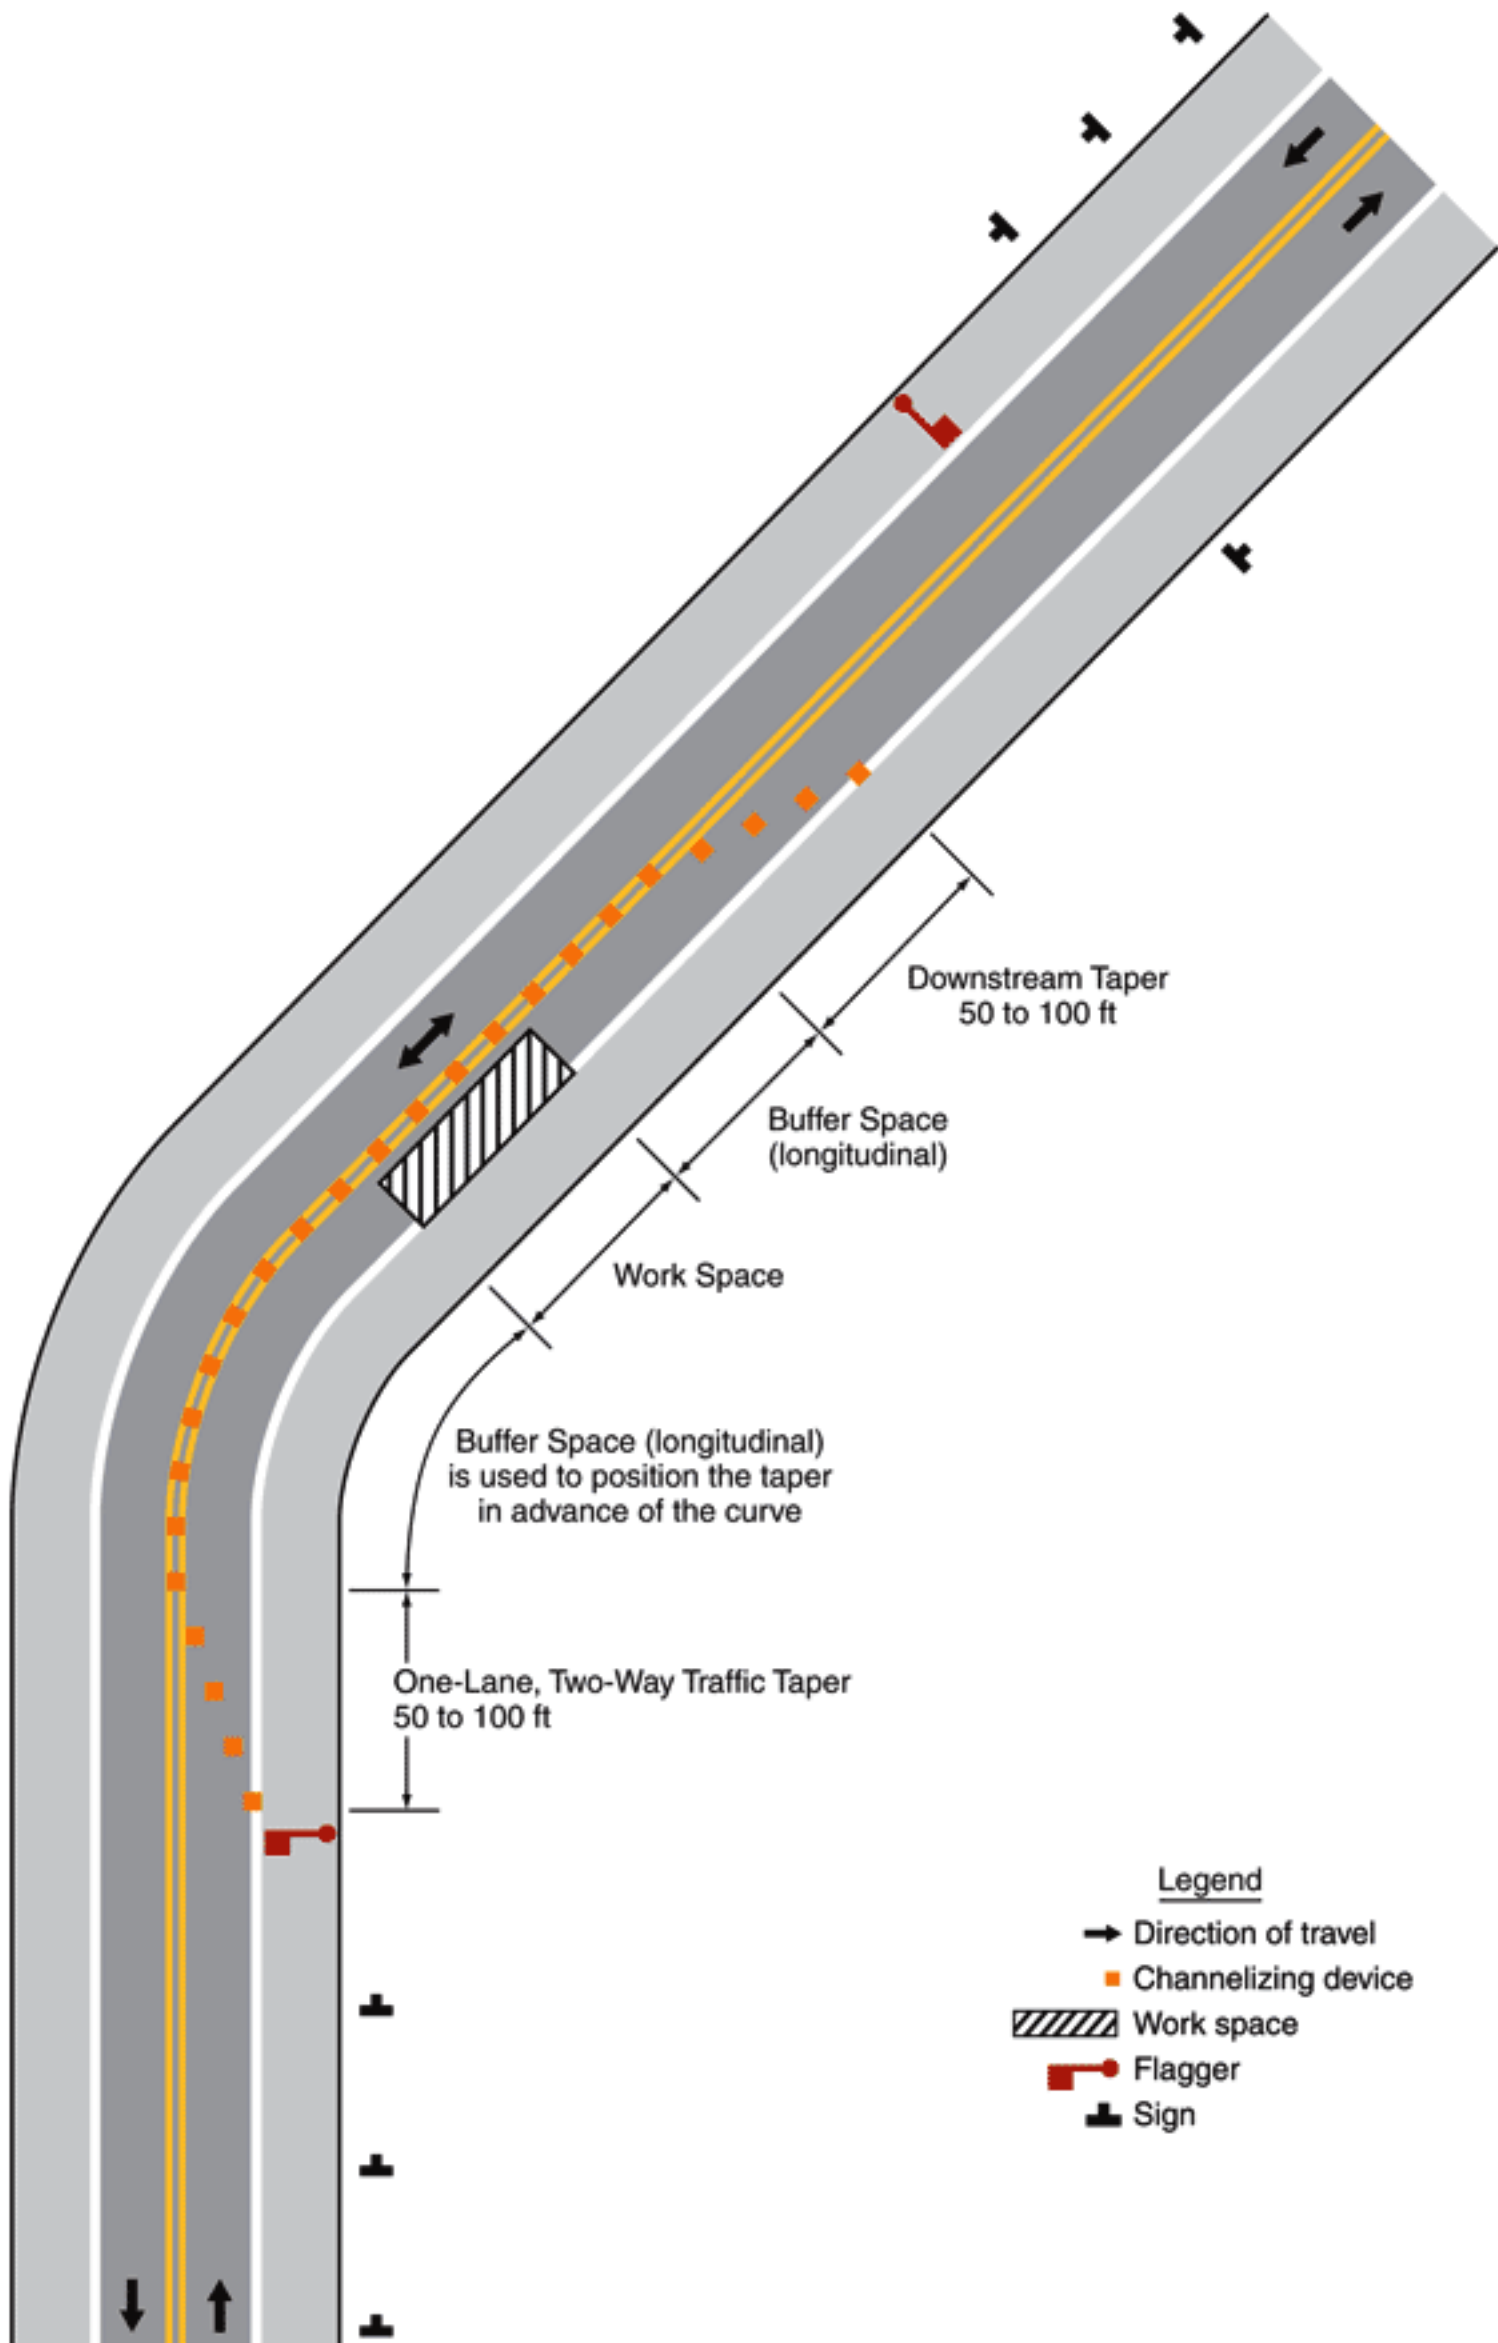 Downstream Taper
50 to 100 ft
Buffer Space
(longitudinal)
Work Space
Buffer Space (longitudinal)
is used to position the taper
in advance of the curve
One-Lane, Two-Way Traffic Taper
50 to 100 ft
Legend
Direction of travel
Channelizing device
Work space
Flagger
Sign